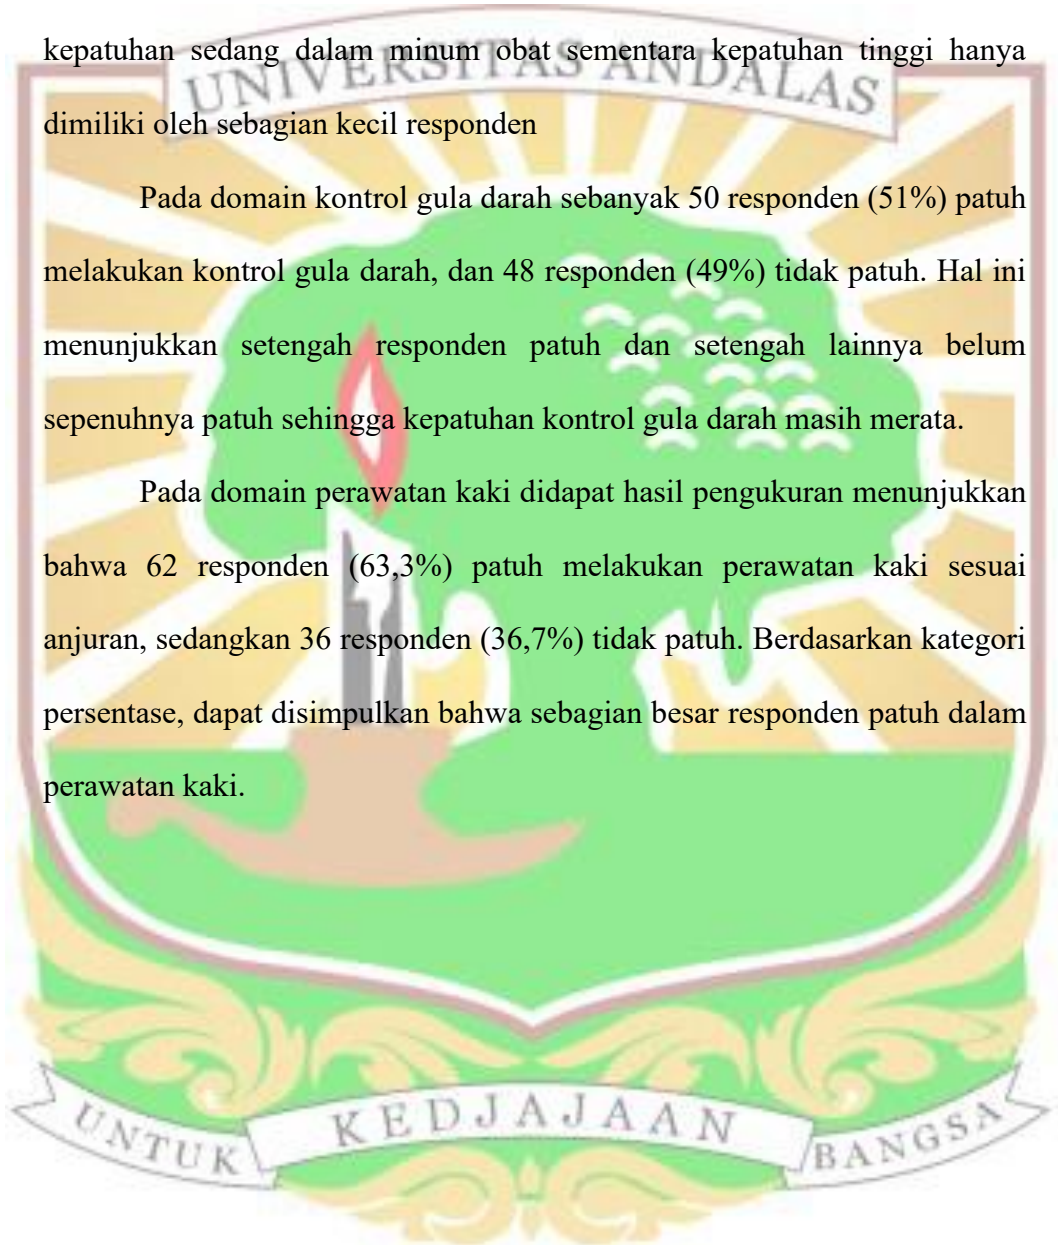 kepatuhan sedang dalam minum obat sementara kepatuhan tinggi hanya
UNIVERSITAS ANDALAS
dimiliki oleh sebagian kecil responden
Pada domain kontrol gula darah sebanyak 50 responden (51%) patuh
melakukan kontrol gula darah, dan 48 responden (49%) tidak patuh. Hal ini
menunjukkan setengah responden patuh dan setengah lainnya belum
sepenuhnya patuh sehingga kepatuhan kontrol gula darah masih merata.
Pada domain perawatan kaki didapat hasil pengukuran menunjukkan
bahwa 62 responden (63,3%) patuh melakukan perawatan kaki sesuai
anjuran, sedangkan 36 responden (36,7%) tidak patuh. Berdasarkan kategori
persentase, dapat disimpulkan bahwa sebagian besar responden patuh dalam
perawatan kaki.
UNTUK KEDJAJAAN BANGSA